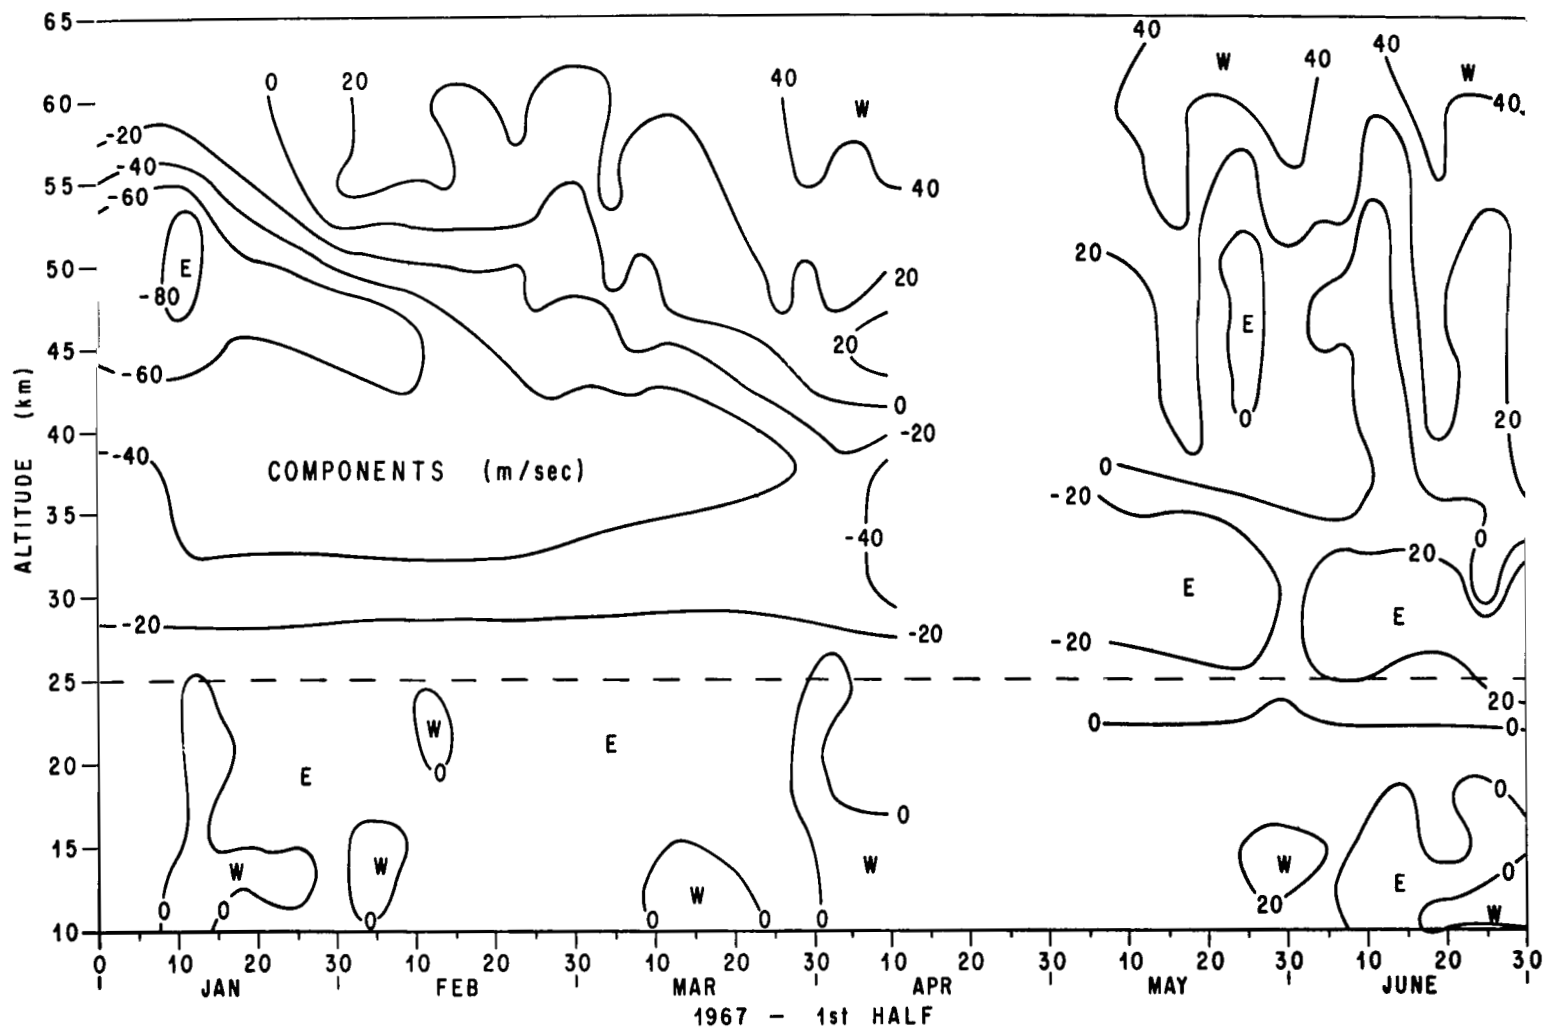 65
40
40
W
40
W
0
20
40
60
W
40
-20
-40
55
40
-60
20
E
50
20
-80
E
45
20
-60
0
0
20
40
-20
--40
COMPONENTS (m/sec)
0
-20
35
-40
0
20
E
30
E
-20
-20
-20
25
20
W
E
0
0
20
0
E
0
0
15
W
W
W
W
0
E
W
20
W
0
0
0
0
0
0
10
ALTITUDE (km)
0 10 20 30 10 20 30 10 20 30 10 20 30 10 20 30 10 20 30
JAN FEB MAR APR MAY JUNE
1967 – 1st HALF